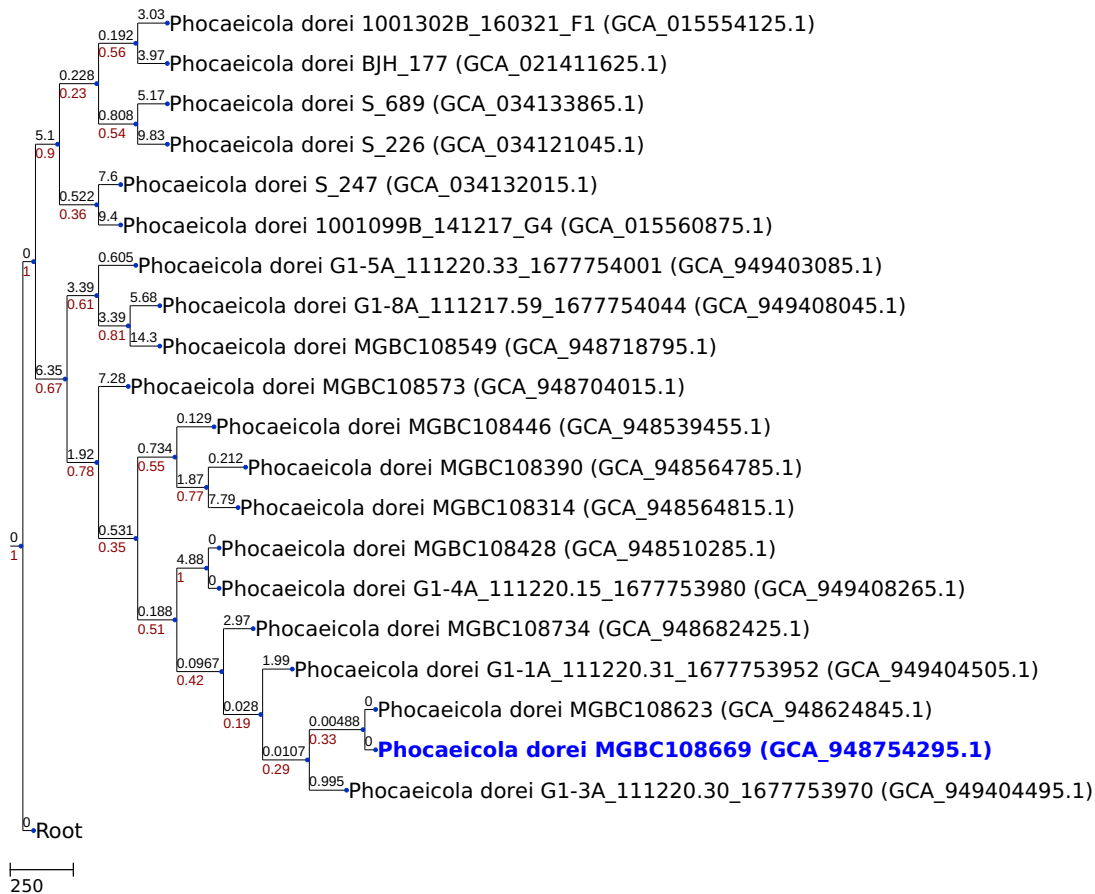 3.03
Phocaeicola dorei 1001302B_160321_F1 (GCA_015554125.1)
0.192
0.56
3.97
Phocaeicola dorei BJH_177 (GCA_021411625.1)
0.228
0.23
5.17
Phocaeicola dorei S_689 (GCA_034133865.1)
0.808
0.54
9.83
Phocaeicola dorei S_226 (GCA_034121045.1)
5.1
0.9
7.6
Phocaeicola dorei S_247 (GCA_034132015.1)
0.522
0.36
9.4
Phocaeicola dorei 1001099B_141217_G4 (GCA_015560875.1)
0
1
0.605
Phocaeicola dorei G1-5A_111220.33_1677754001 (GCA_949403085.1)
3.39
0.61
5.68
Phocaeicola dorei G1-8A_111217.59_1677754044 (GCA_949408045.1)
3.39
0.81
14.3
Phocaeicola dorei MGBC108549 (GCA_948718795.1)
6.35
0.67
7.28
Phocaeicola dorei MGBC108573 (GCA_948704015.1)
0.129
Phocaeicola dorei MGBC108446 (GCA_948539455.1)
1.92
0.78
0.734
0.55
0.212
Phocaeicola dorei MGBC108390 (GCA_948564785.1)
1.87
0.77
7.79
Phocaeicola dorei MGBC108314 (GCA_948564815.1)
0
1
0.531
0.35
0
Phocaeicola dorei MGBC108428 (GCA_948510285.1)
4.88
1
0
Phocaeicola dorei G1-4A_111220.15_1677753980 (GCA_949408265.1)
0.188
0.51
2.97
Phocaeicola dorei MGBC108734 (GCA_948682425.1)
0.0967
0.42
1.99
Phocaeicola dorei G1-1A_111220.31_1677753952 (GCA_949404505.1)
0.028
0.19
0
Phocaeicola dorei MGBC108623 (GCA_948624845.1)
0.00488
0.33
0
Phocaeicola dorei MGBC108669 (GCA_948754295.1)
0.0107
0.29
0.995
Phocaeicola dorei G1-3A_111220.30_1677753970 (GCA_949404495.1)
0
Root
250